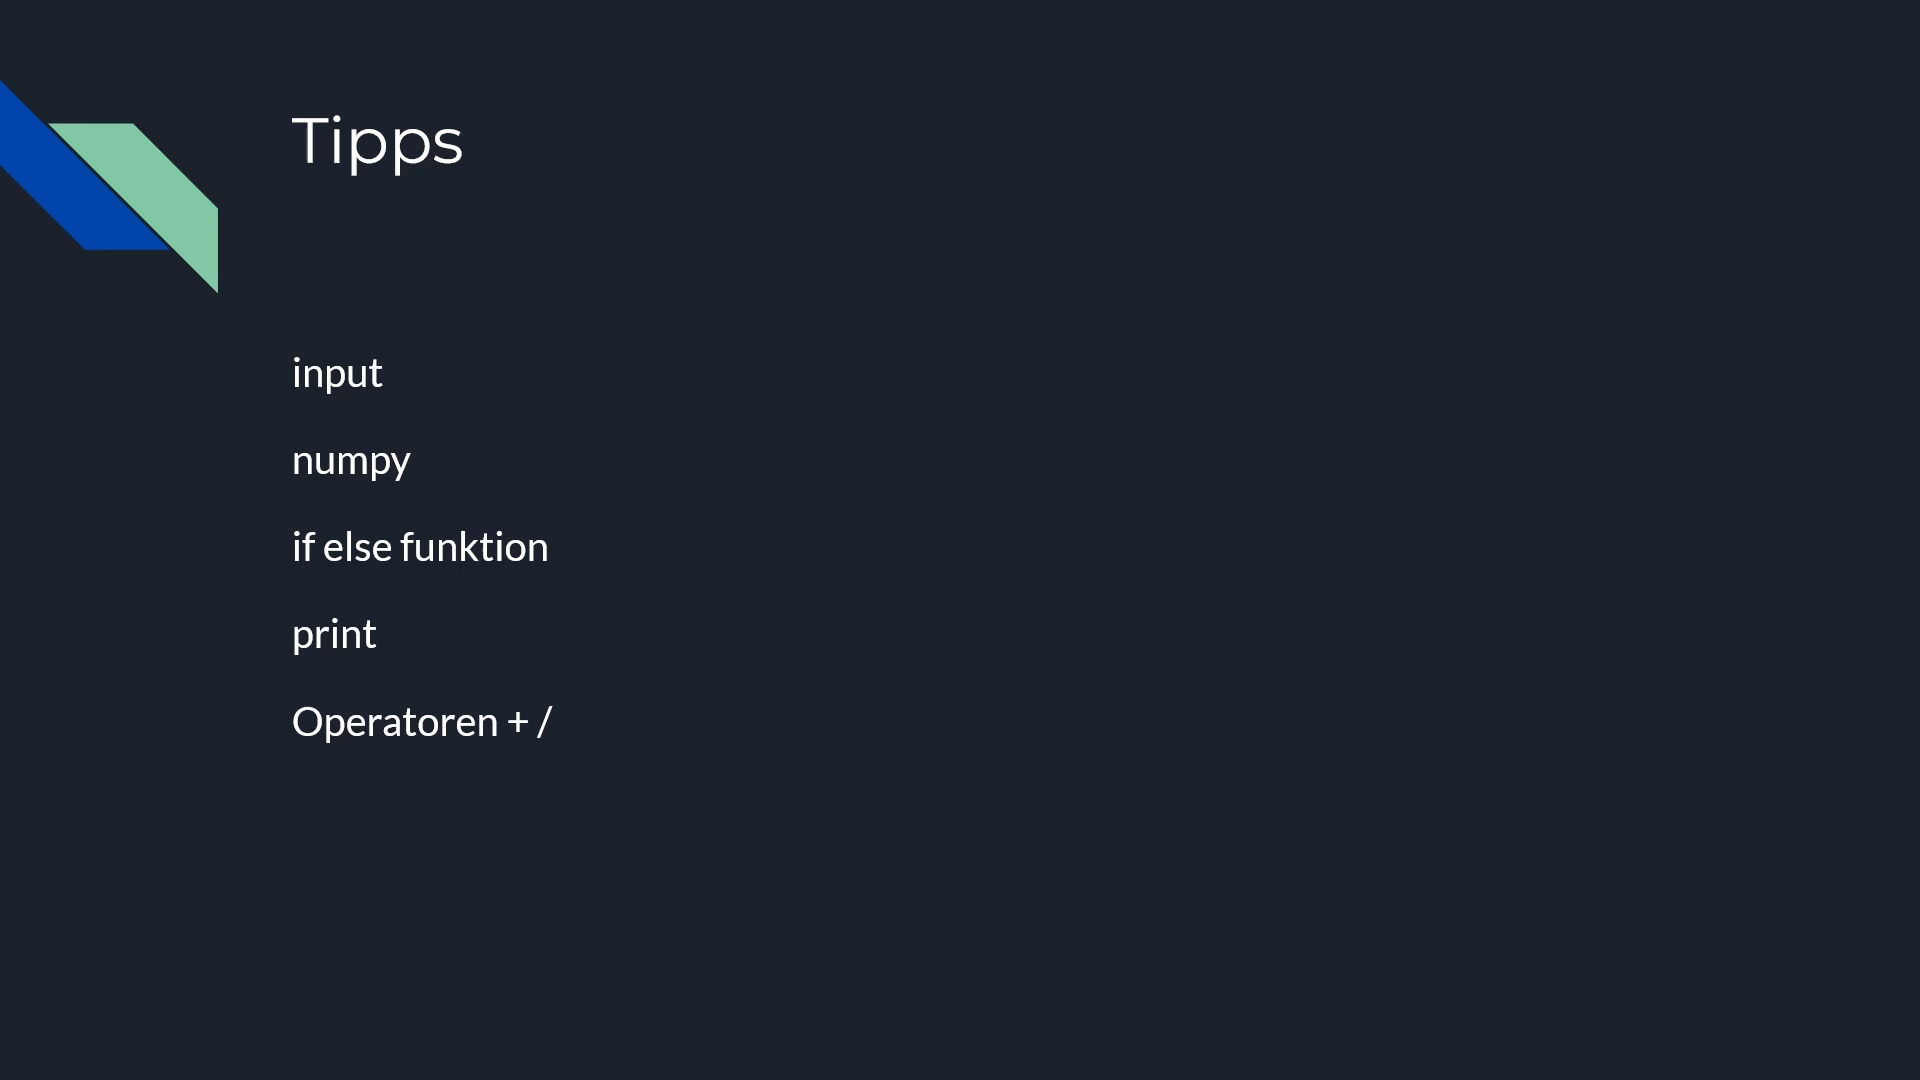 Tipps
input
numpy
if else funktion
print
Operatoren + /